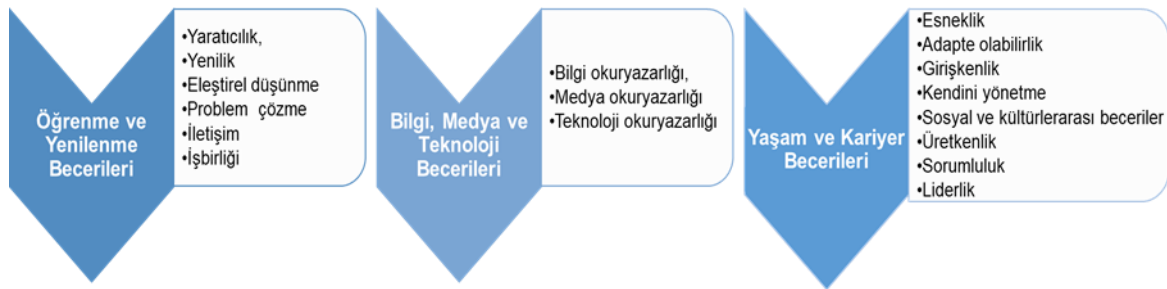 Öğrenme ve
Yenilenme
Becerileri
•Yaratıcılık,
•Yenilik
•Eleştirel düşünme
•Problem çözme
•İletişim
•İşbirliği
Bilgi, Medya ve
Teknoloji
Becerileri
•Bilgi okuryazarlığı,
•Medya okuryazarlığı
•Teknoloji okuryazarlığı
Yaşam ve Kariyer
Becerileri
•Esneklik
•Adapte olabilirlik
•Girişkenlik
•Kendini yönetme
•Sosyal ve kültürlerarası beceriler
•Üretkenlik
•Sorumluluk
•Liderlik